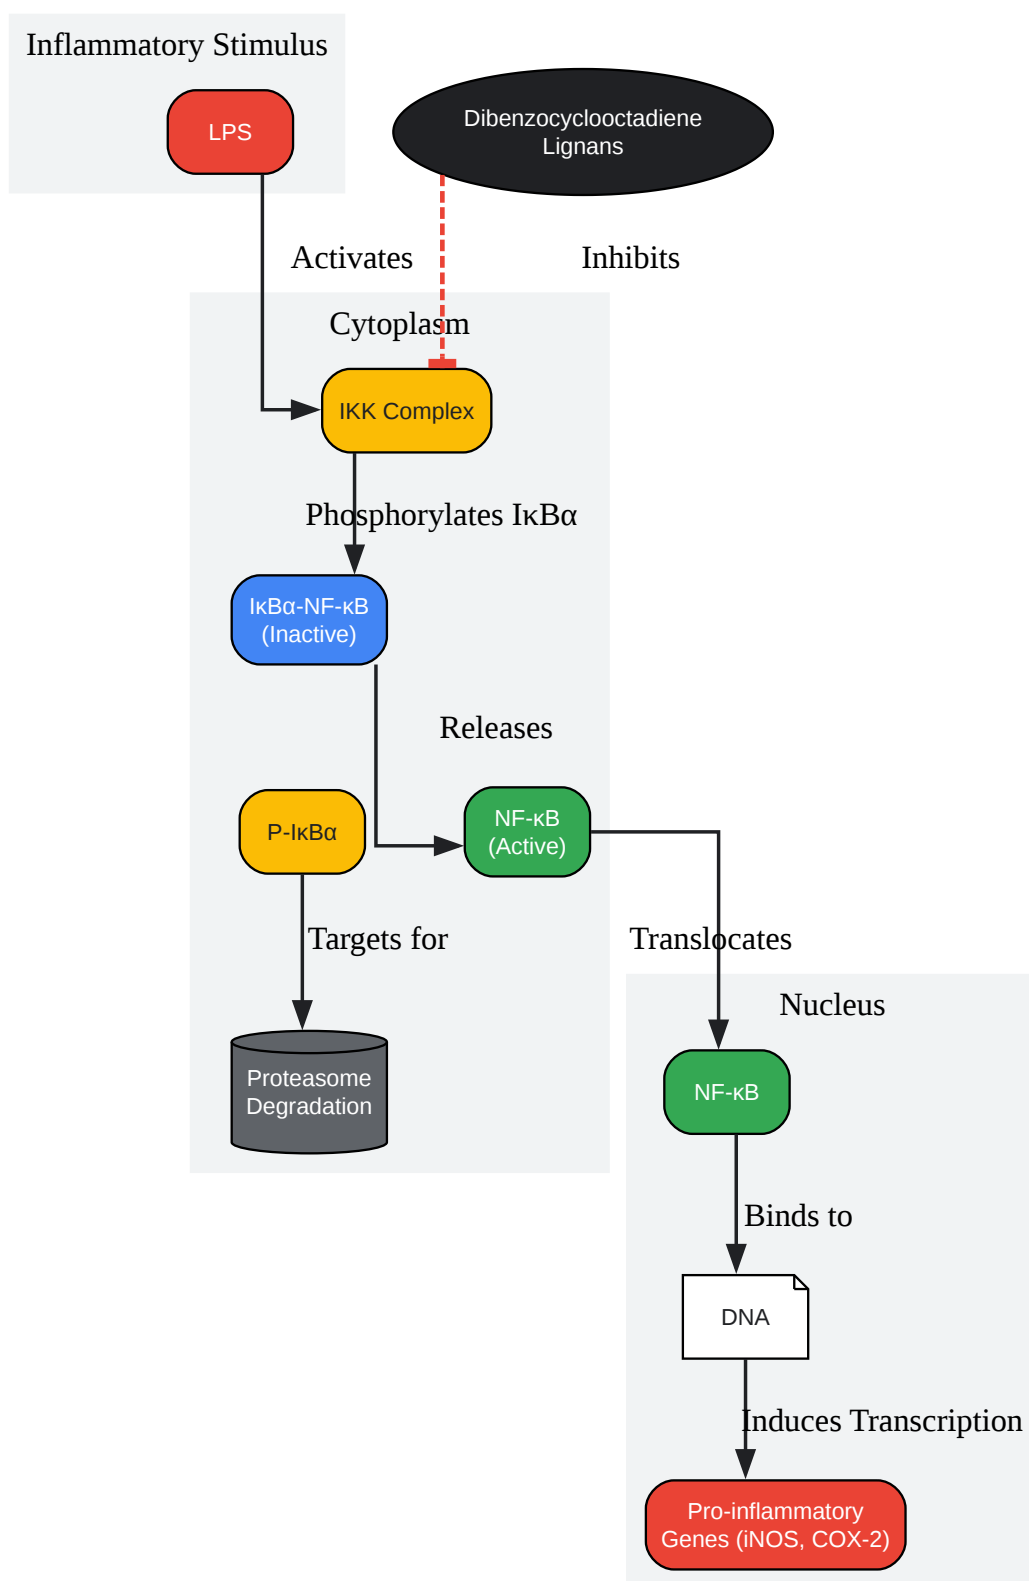 Inflammatory Stimulus
LPS
Dibenzocyclooctadiene
Lignans
Activates
Inhibits
Cytoplasm
IKK Complex
Phosphorylates IκBα
IκBα-NF-κB
(Inactive)
Releases
P-IκBα
NF-κB
(Active)
Targets for
Translocates
Nucleus
Proteasome
Degradation
NF-κB
Binds to
DNA
Induces Transcription
Pro-inflammatory
Genes (iNOS, COX-2)